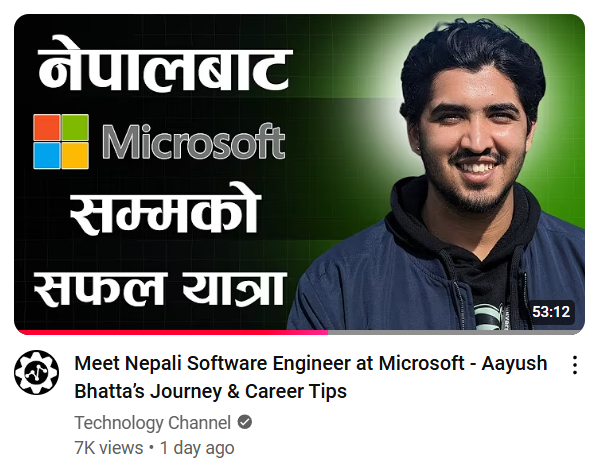 नेपालबाट
Microsoft
सम्मको
सफल यात्रा
53:12
Meet Nepali Software Engineer at Microsoft - Aayush
Bhatta’s Journey & Career Tips
Technology Channel
7K views • 1 day ago